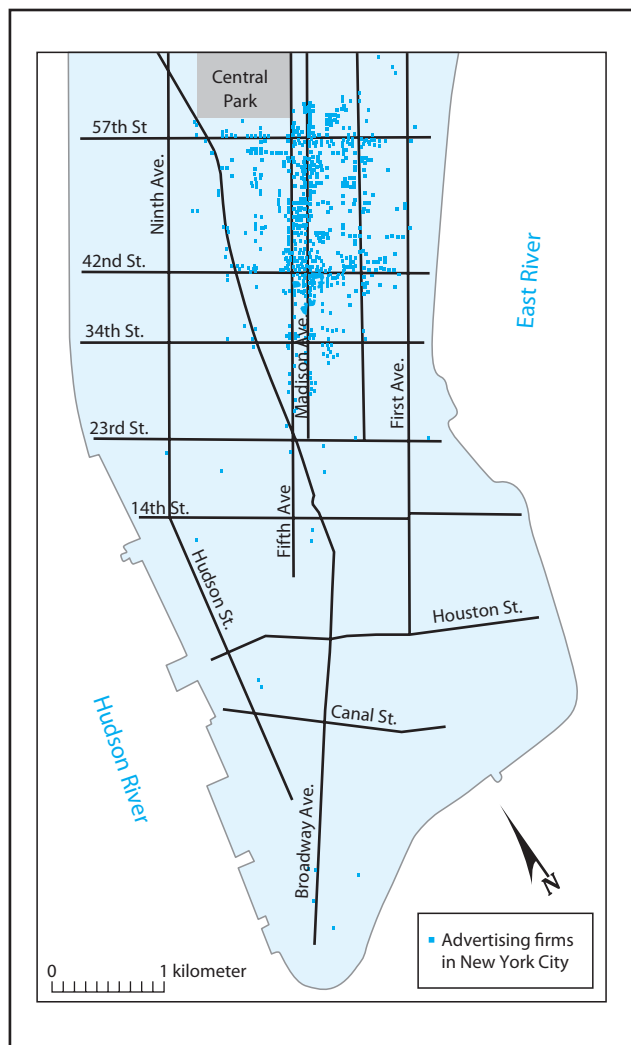 Central
Park
57th St
Ninth Ave.
42nd St.
East River
34th St.
Madison Ave.
First Ave.
23rd St.
14th St.
Fifth Ave
Hudson St.
Houston St.
Hudson River
Canal St.
Broadway Ave.
N
Advertising firms
in New York City
0 1 kilometer